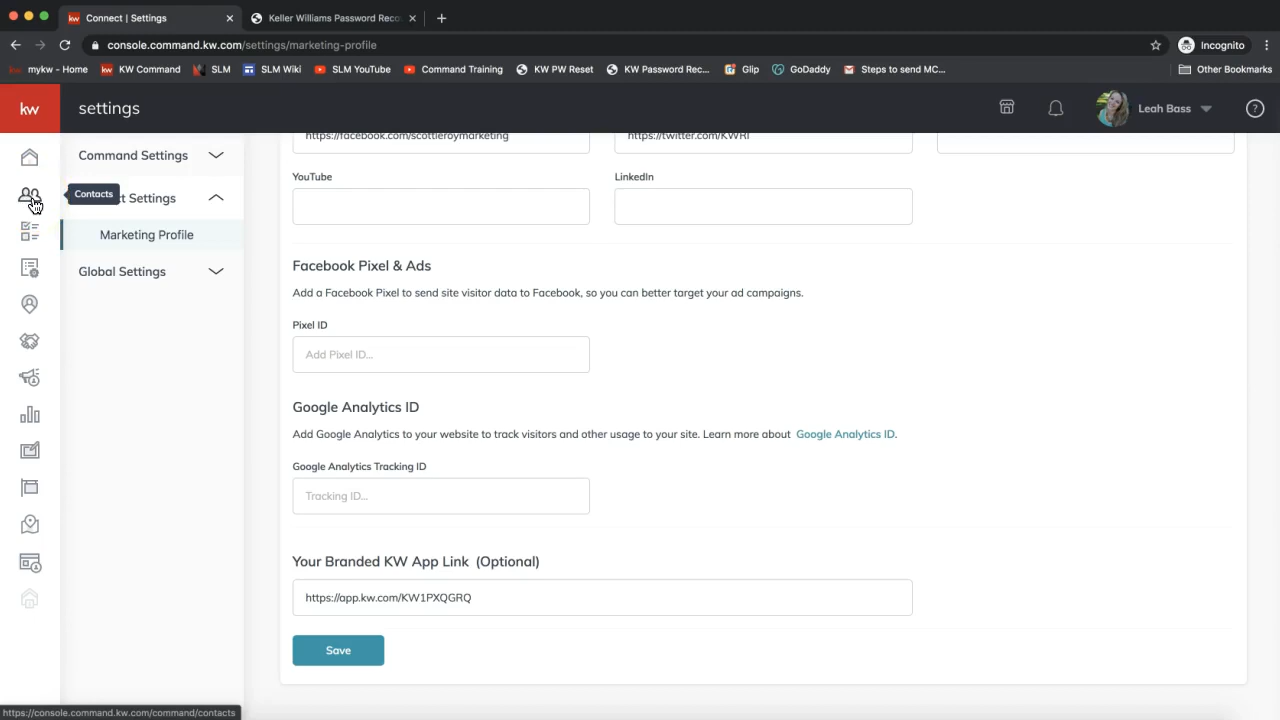 kw Connect | Settings
Keller Williams Password Reco
console.command.kw.com/settings/marketing-profile
Incognito
mykw - Home
kw KW Command
SLM
SLM Wiki
SLM YouTube
Command Training
KW PW Reset
KW Password Rec...
Glip
GoDaddy
Steps to send MC...
Other Bookmarks
kw
settings
Leah Bass
?
Command Settings
Contacts
t Settings
Marketing Profile
Global Settings
https://facebook.com/scottleroymarketing
https://twitter.com/KWRI
YouTube
LinkedIn
Facebook Pixel & Ads
Add a Facebook Pixel to send site visitor data to Facebook, so you can better target your ad campaigns.
Pixel ID
Add Pixel ID...
Google Analytics ID
Add Google Analytics to your website to track visitors and other usage to your site. Learn more about Google Analytics ID.
Google Analytics Tracking ID
Tracking ID...
Your Branded KW App Link (Optional)
https://app.kw.com/KW1PXQGRQ
Save
https://console.command.kw.com/command/contacts